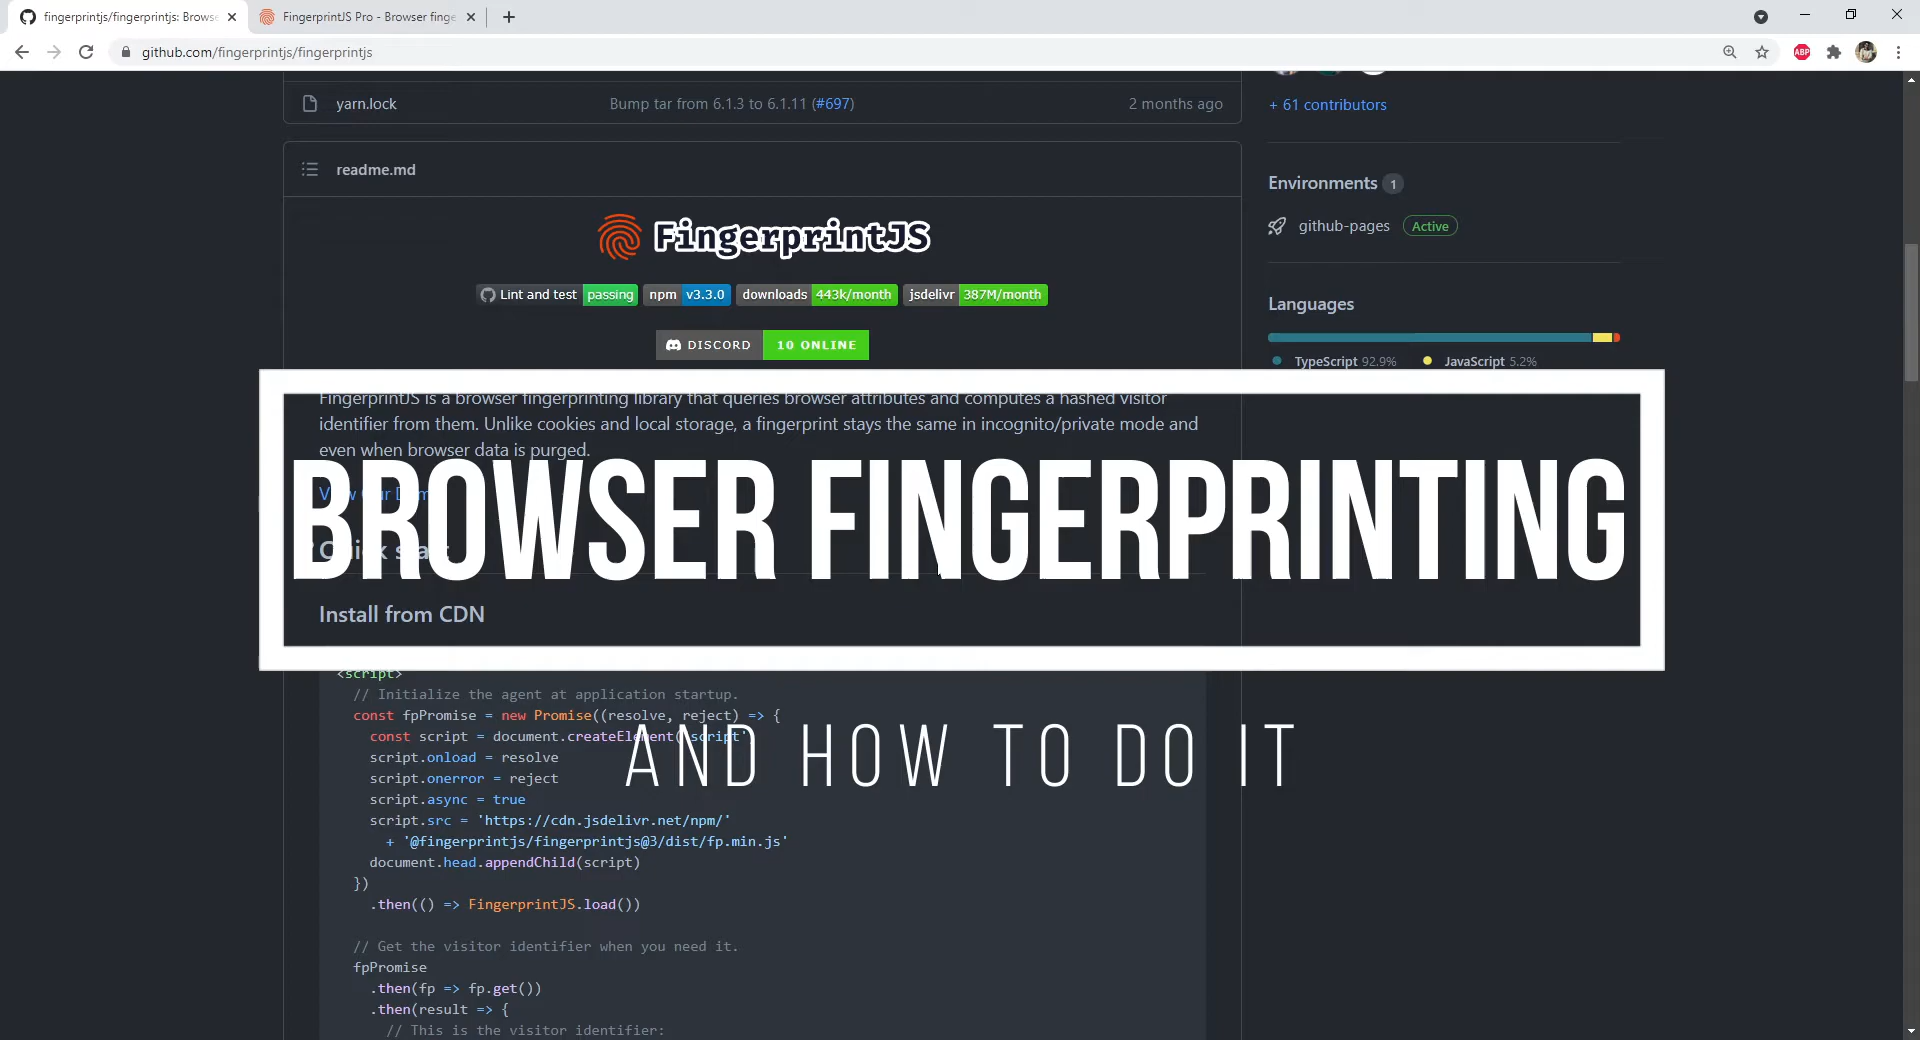 fingerprintjs/fingerprintjs: Browse
FingerprintJS Pro - Browser finge
github.com/fingerprintjs/fingerprintjs
ABP
yarn.lock
Bump tar from 6.1.3 to 6.1.11 (#697)
2 months ago
+ 61 contributors
readme.md
Environments 1
github-pages Active
FingerprintJS
Lint and test passing npm v3.3.0 downloads 443k/month jsdelivr 387M/month
DISCORD 10 ONLINE
Languages
TypeScript 92.9% JavaScript 5.2%
FingerprintJS is a browser fingerprinting library that queries browser attributes and computes a hashed visitor
identifier from them. Unlike cookies and local storage, a fingerprint stays the same in incognito/private mode and
even when browser data is purged.
BROWSER FINGERPRINTING
Install from CDN
AND HOW TO DO IT
<script>
// Initialize the agent at application startup.
const fpPromise = new Promise((resolve, reject) => {
const script = document.createElement('script'
script.onload = resolve
script.onerror = reject
script.async = true
script.src = 'https://cdn.jsdelivr.net/npm/'
+ '@fingerprintjs/fingerprintjs@3/dist/fp.min.js'
document.head.appendChild(script)
})
.then(() => FingerprintJS.load())
// Get the visitor identifier when you need it.
fpPromise
.then(fp => fp.get())
.then(result => {
// This is the visitor identifier: